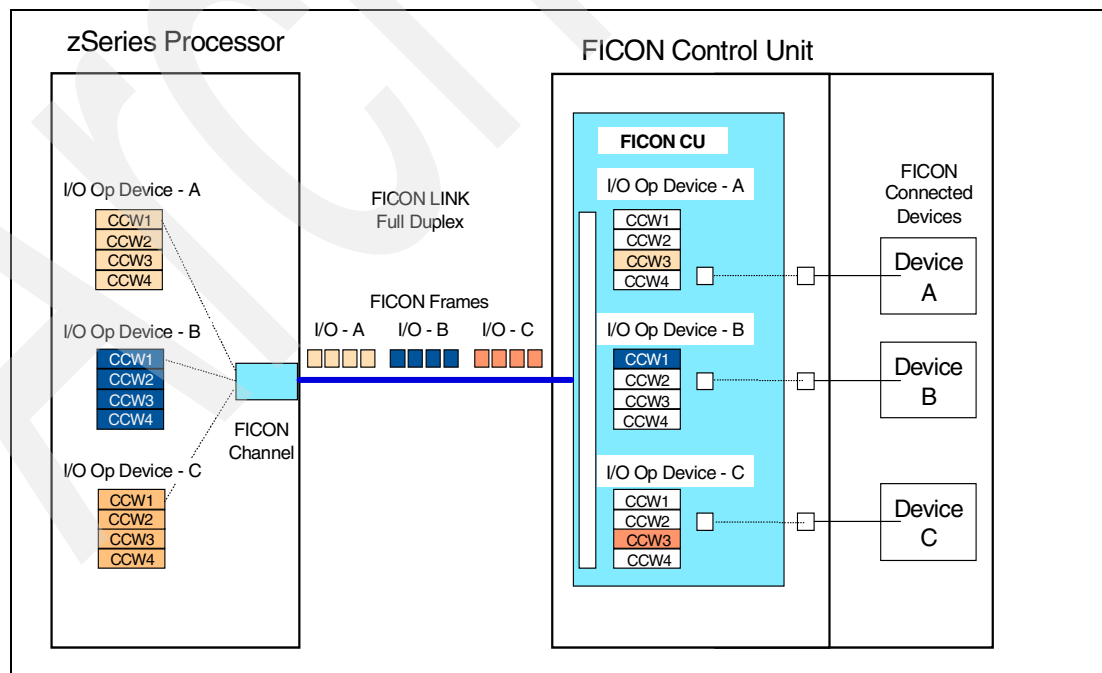 zSeries Processor
FICON Control Unit
I/O Op Device - A
CCW1
CCW2
CCW3
CCW4
I/O Op Device - B
CCW1
CCW2
CCW3
CCW4
I/O Op Device - C
CCW1
CCW2
CCW3
CCW4
FICON
Channel
FICON LINK
Full Duplex
FICON Frames
I/O - A
I/O - B
I/O - C
FICON CU
I/O Op Device - A
CCW1
CCW2
CCW3
CCW4
I/O Op Device - B
CCW1
CCW2
CCW3
CCW4
I/O Op Device - C
CCW1
CCW2
CCW3
CCW4
FICON
Connected
Devices
Device
A
Device
B
Device
C